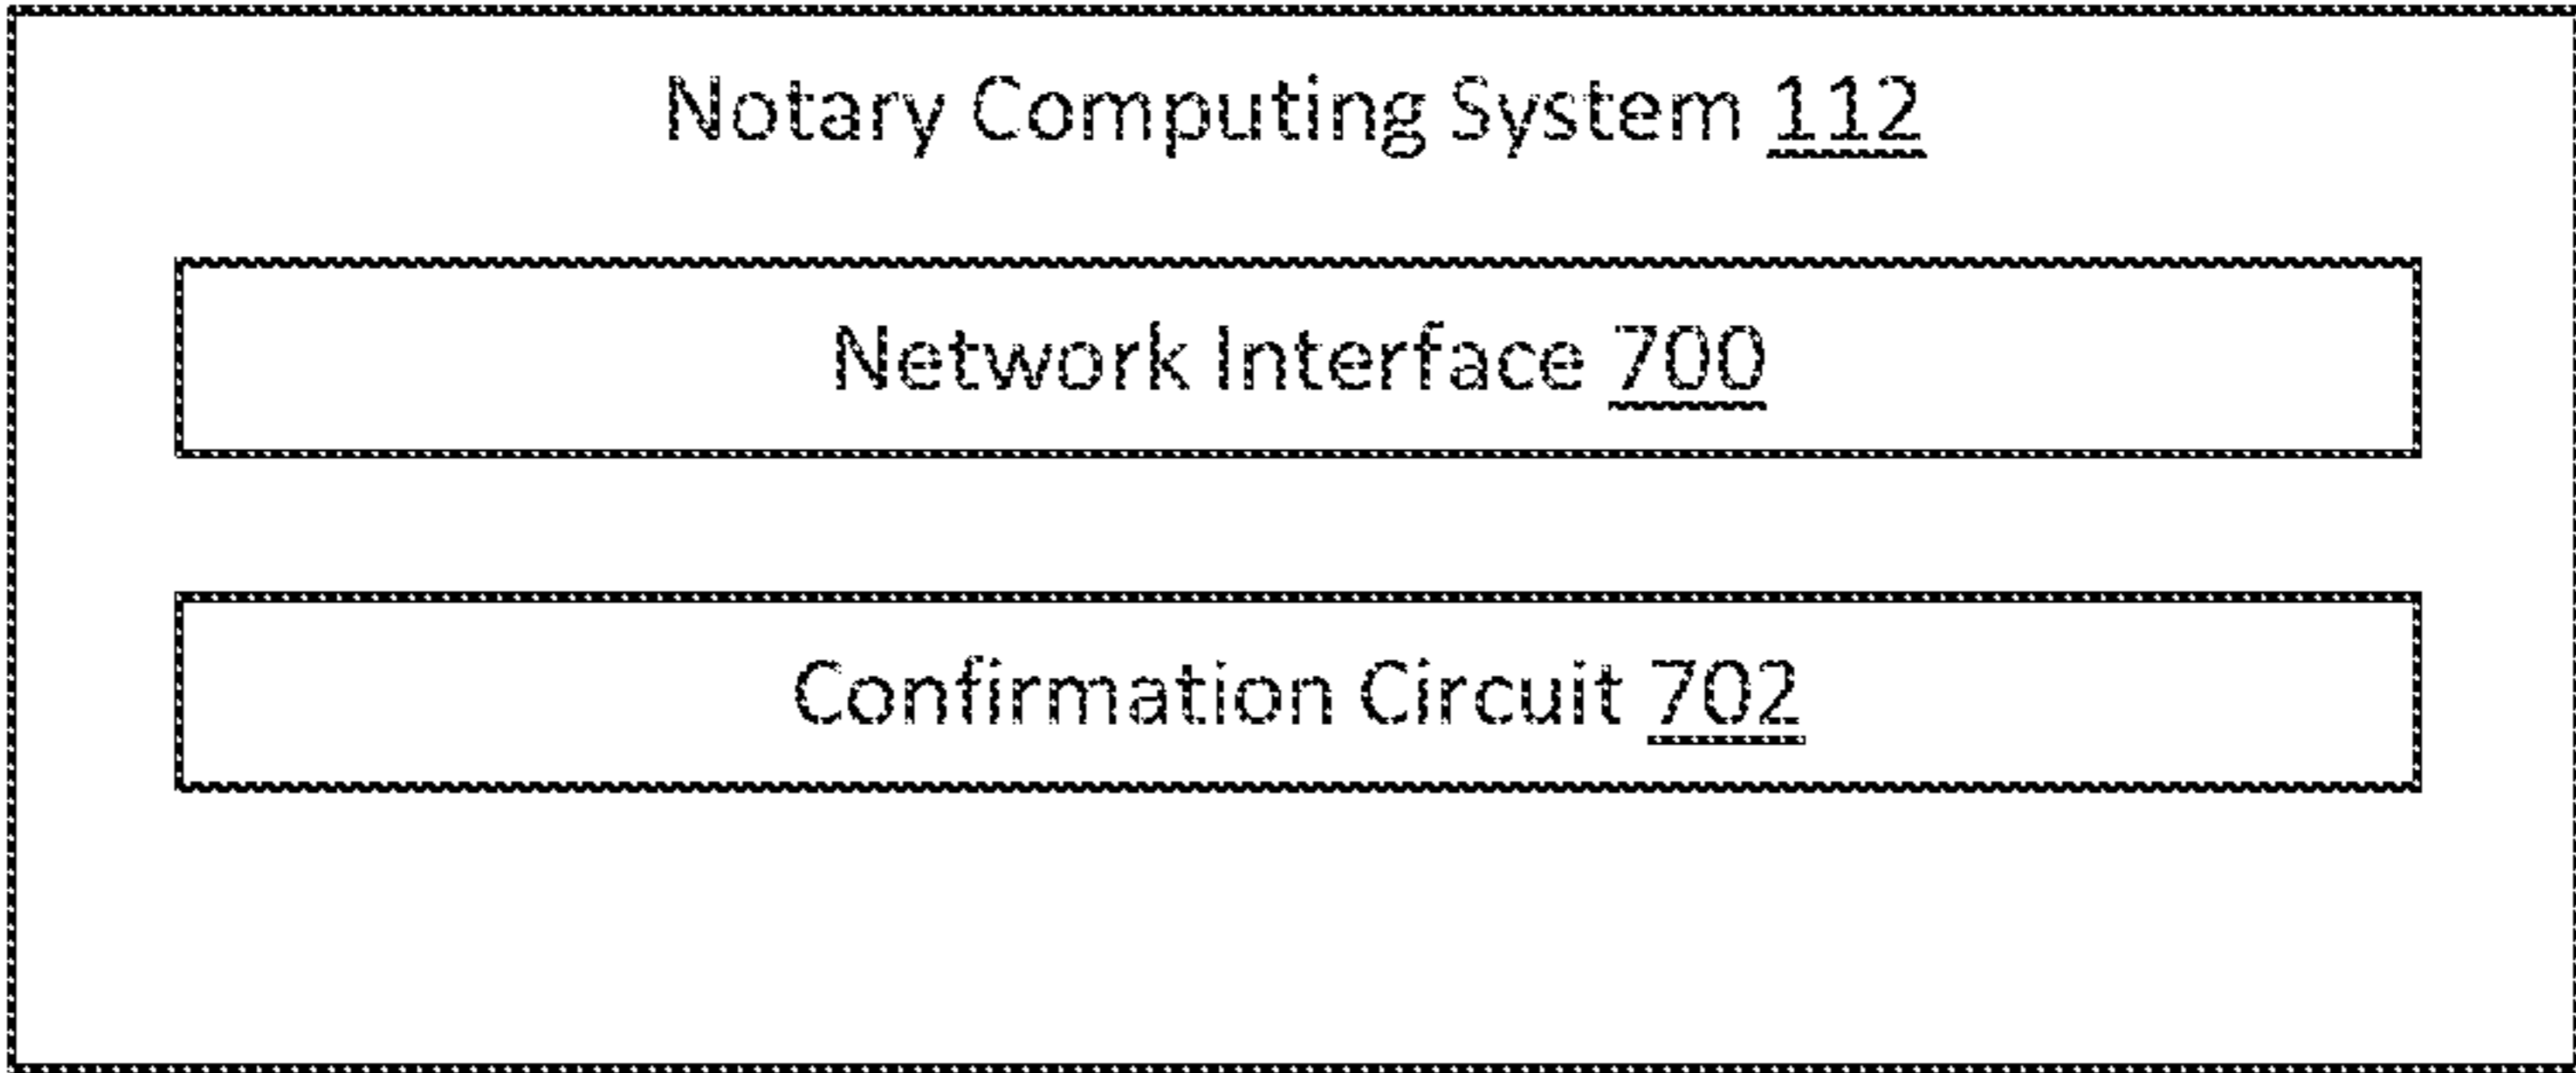 Notary Computing System 112
Network Interface 700
Confirmation Circuit 702